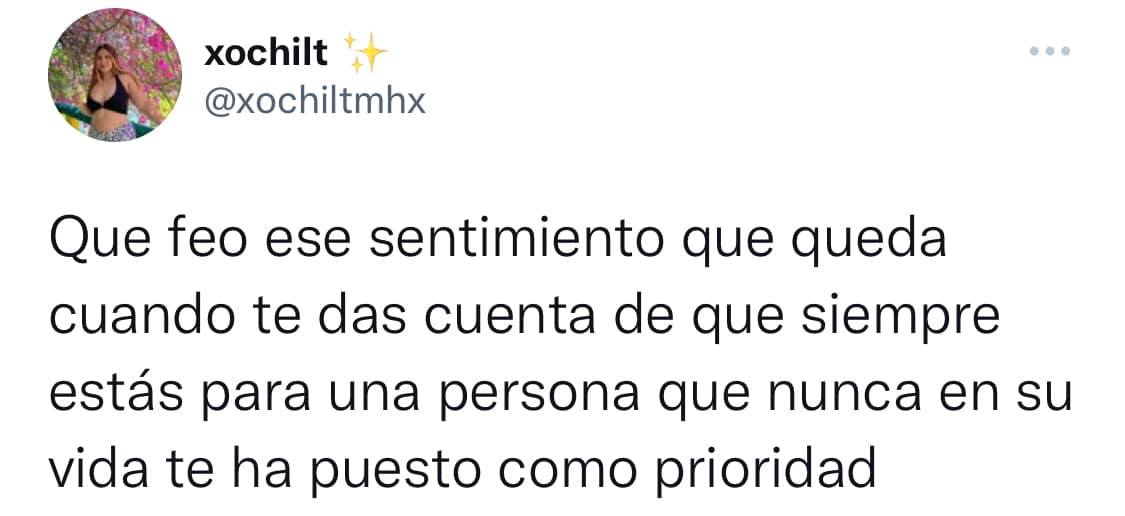 xochilt ✨
@xochiltmhx
Que feo ese sentimiento que queda
cuando te das cuenta de que siempre
estás para una persona que nunca en su
vida te ha puesto como prioridad